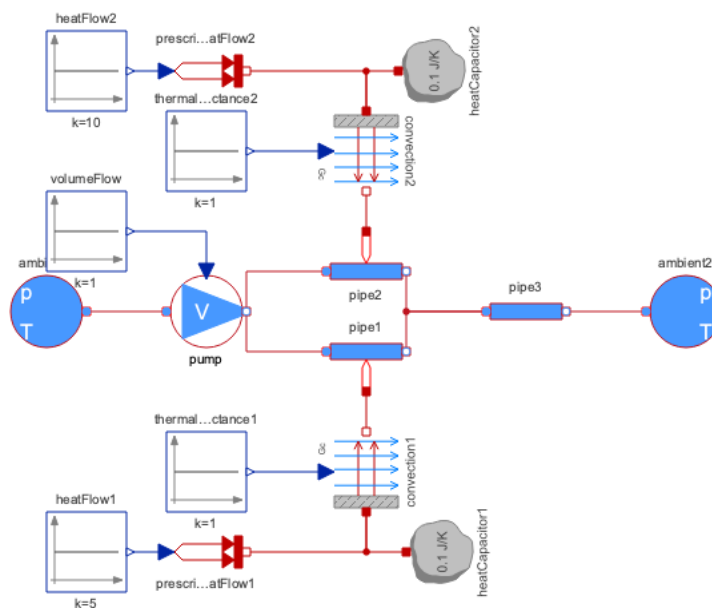 heatFlow2
prescri...atFlow2
k=10
0.1 J/K
heatCapacitor2
thermal...ctance2
k=1
Gc
convection2
volumeFlow
k=1
ambi
p
T
V
pump
pipe2
pipe1
pipe3
ambient2
p
T
thermal...ctance1
k=1
Gc
convection1
heatFlow1
k=5
prescri...atFlow1
0.1 J/K
heatCapacitor1